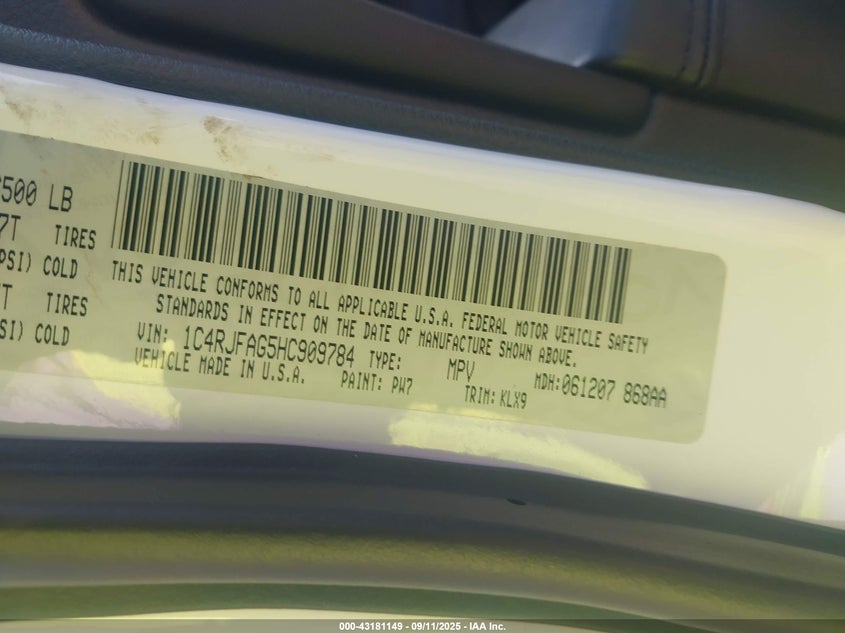 500 LB
7T TIRES
PSI) COLD
T TIRES
SI) COLD
THIS VEHICLE CONFORMS TO ALL APPLICABLE U.S.A. FEDERAL MOTOR VEHICLE SAFETY
STANDARDS IN EFFECT ON THE DATE OF MANUFACTURE SHOWN ABOVE.
VIN: 1C4RJFAG5HC909784 TYPE: MPV MDH:061207 868AA
VEHICLE MADE IN U.S.A. PAINT: PW7 TRIM: KLX9
000-43181149 - 09/11/2025 - IAA Inc.